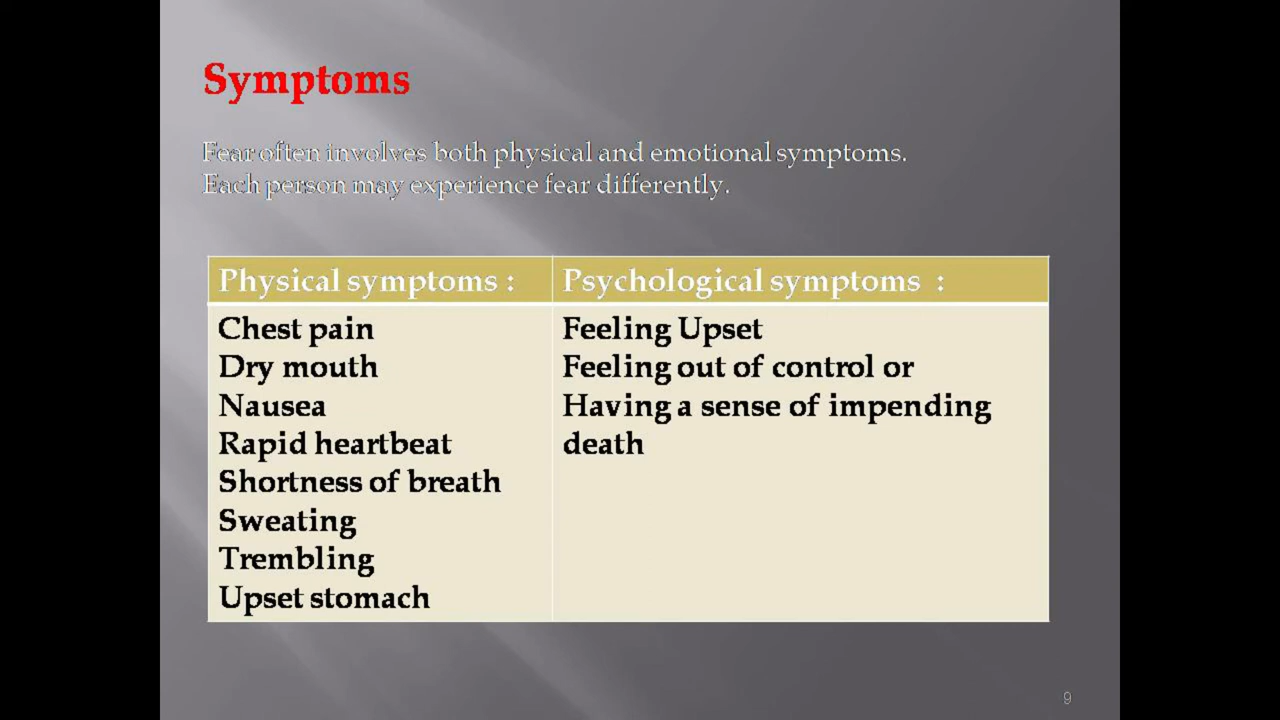 Symptoms
Fear often involves both physical and emotional symptoms.
Each person may experience fear differently.
Physical symptoms :
Psychological symptoms :
Chest pain
Dry mouth
Nausea
Rapid heartbeat
Shortness of breath
Sweating
Trembling
Upset stomach
Feeling Upset
Feeling out of control or
Having a sense of impending
death
9